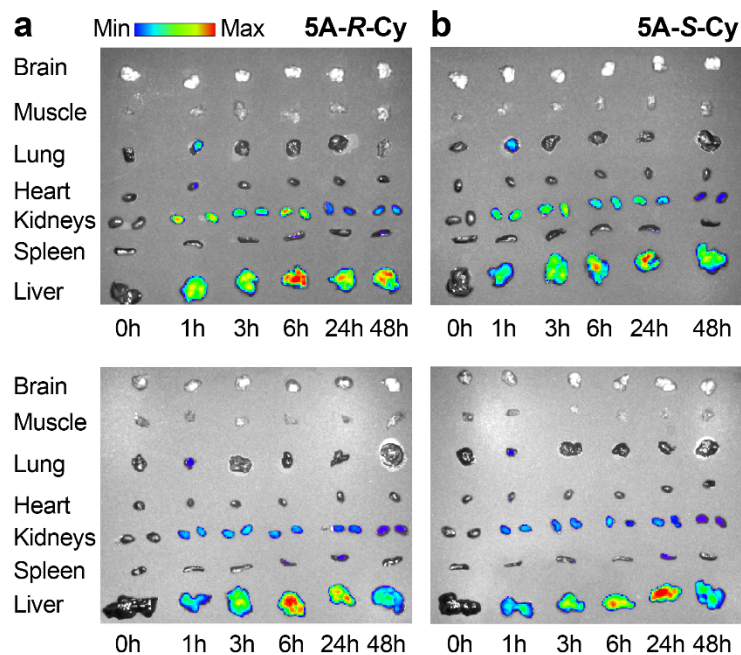 a Min Max 5A-R-Cy b 5A-S-Cy
Brain
Muscle
Lung
Heart
Kidneys
Spleen
Liver
0h 1h 3h 6h 24h 48h 0h 1h 3h 6h 24h 48h
Brain
Muscle
Lung
Heart
Kidneys
Spleen
Liver
0h 1h 3h 6h 24h 48h 0h 1h 3h 6h 24h 48h